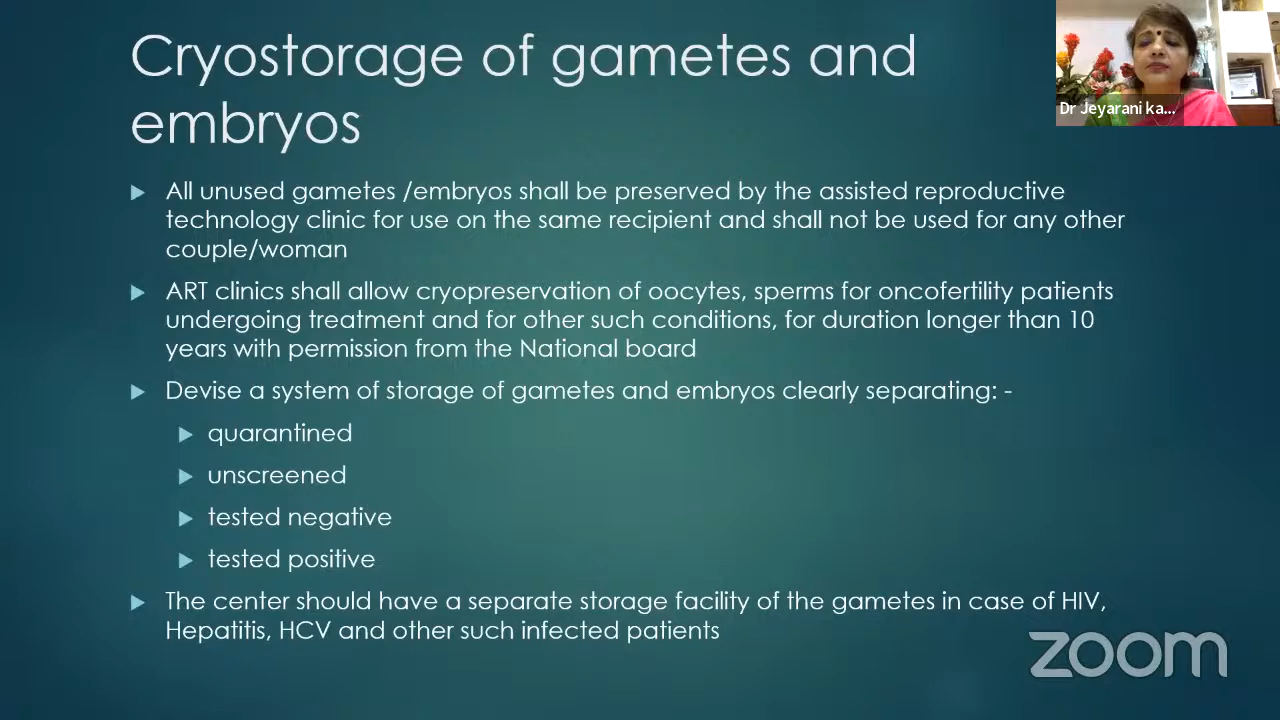 Cryostorage of gametes and
embryos
Dr Jeyarani ka...
All unused gametes /embryos shall be preserved by the assisted reproductive
technology clinic for use on the same recipient and shall not be used for any other
couple/woman
ART clinics shall allow cryopreservation of oocytes, sperms for oncofertility patients
undergoing treatment and for other such conditions, for duration longer than 10
years with permission from the National board
Devise a system of storage of gametes and embryos clearly separating: -
quarantined
unscreened
tested negative
tested positive
The center should have a separate storage facility of the gametes in case of HIV,
Hepatitis, HCV and other such infected patients
zoom